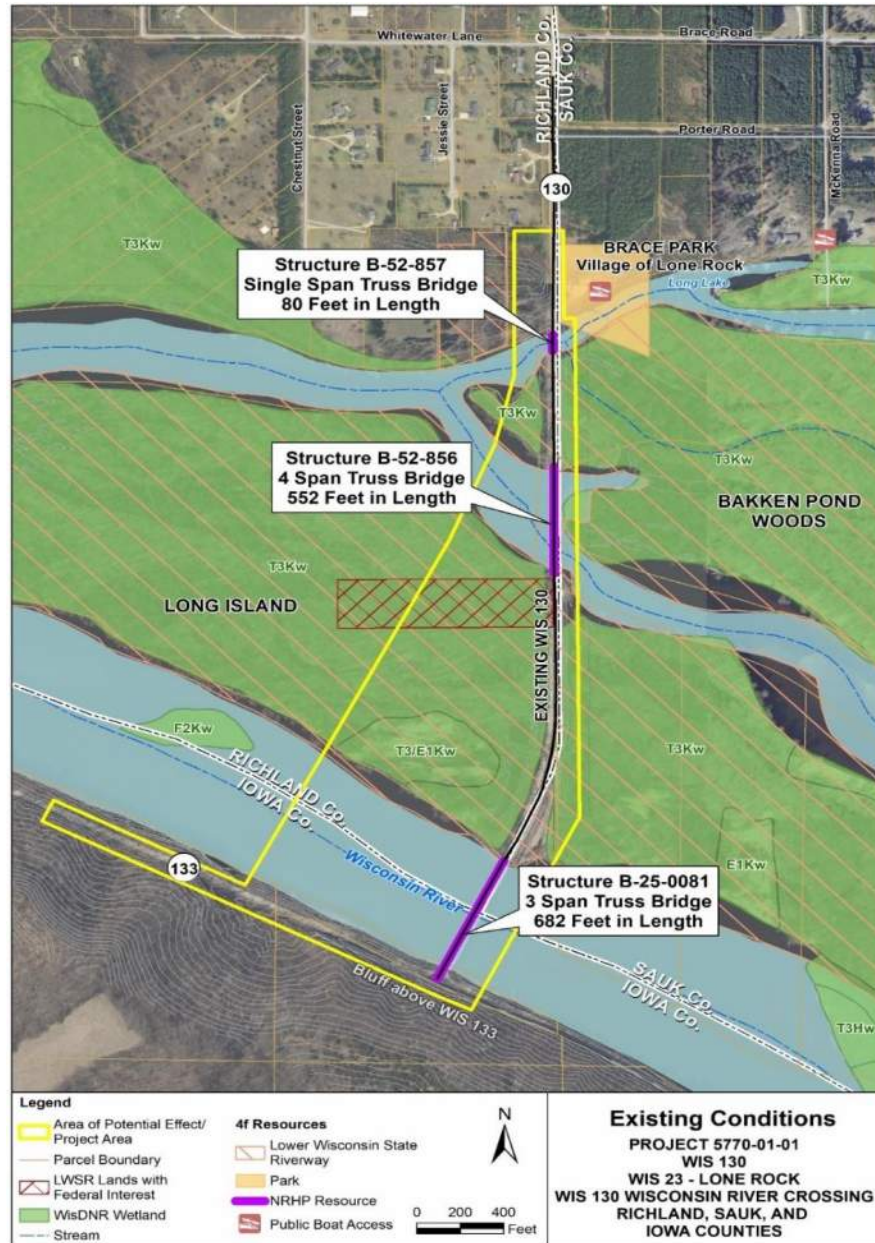 Whitewater Lane
Brace Road
RICHLAND CO.
SAUK CO.
Chestnut Street
Jessie Street
Porter Road
McKenna Road
130
T3Kw
BRACE PARK
Village of Lone Rock
Long Lake
T3Kw
Structure B-52-857
Single Span Truss Bridge
80 Feet in Length
T3Kw
T3Kw
Structure B-52-856
4 Span Truss Bridge
552 Feet in Length
BAKKEN POND
WOODS
T3Kw
LONG ISLAND
EXISTING WIS 130
F2Kw
T3/E1Kw
T3Kw
RICHLAND CO.
IOWA CO.
E1Kw
133
Wisconsin River
Structure B-25-0081
3 Span Truss Bridge
682 Feet in Length
Bluff above WIS 133
SAUK CO.
IOWA CO.
T3Hw
Legend
Area of Potential Effect/
Project Area
Parcel Boundary
LWSR Lands with
Federal Interest
WisDNR Wetland
Stream
4f Resources
Lower Wisconsin State
Riverway
Park
NRHP Resource
Public Boat Access
N
0 200 400
Feet
Existing Conditions
PROJECT 5770-01-01
WIS 130
WIS 23 - LONE ROCK
WIS 130 WISCONSIN RIVER CROSSING
RICHLAND, SAUK, AND
IOWA COUNTIES